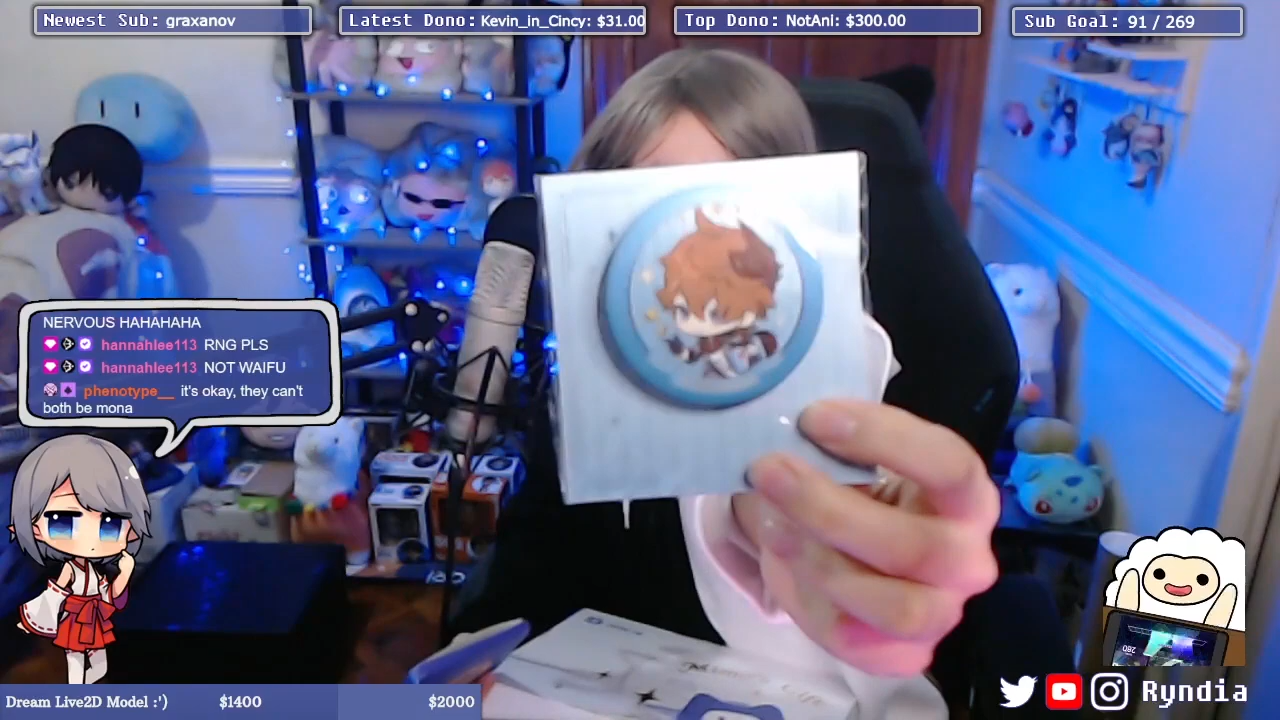 Newest Sub: graxanov
Latest Dono: Kevin_in_Cincy: $31.00
Top Dono: NotAni: $300.00
Sub Goal: 91 / 269
NERVOUS HAHAHAHA
hannahlee113 RNG PLS
hannahlee113 NOT WAIFU
phenotype__ it's okay, they can't
both be mona
Dream Live2D Model :') $1400 $2000
Ryndia